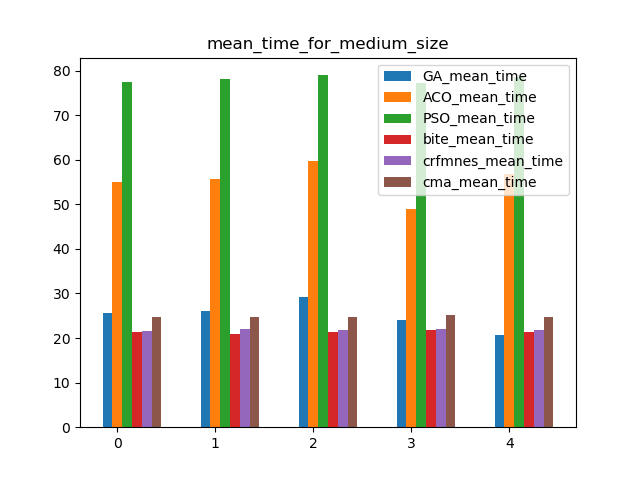 mean_time_for_medium_size
80
70
60
50
40
30
20
10
0
GA_mean_time
ACO_mean_time
PSO_mean_time
bite_mean_time
crfmnes_mean_time
cma_mean_time
0 1 2 3 4